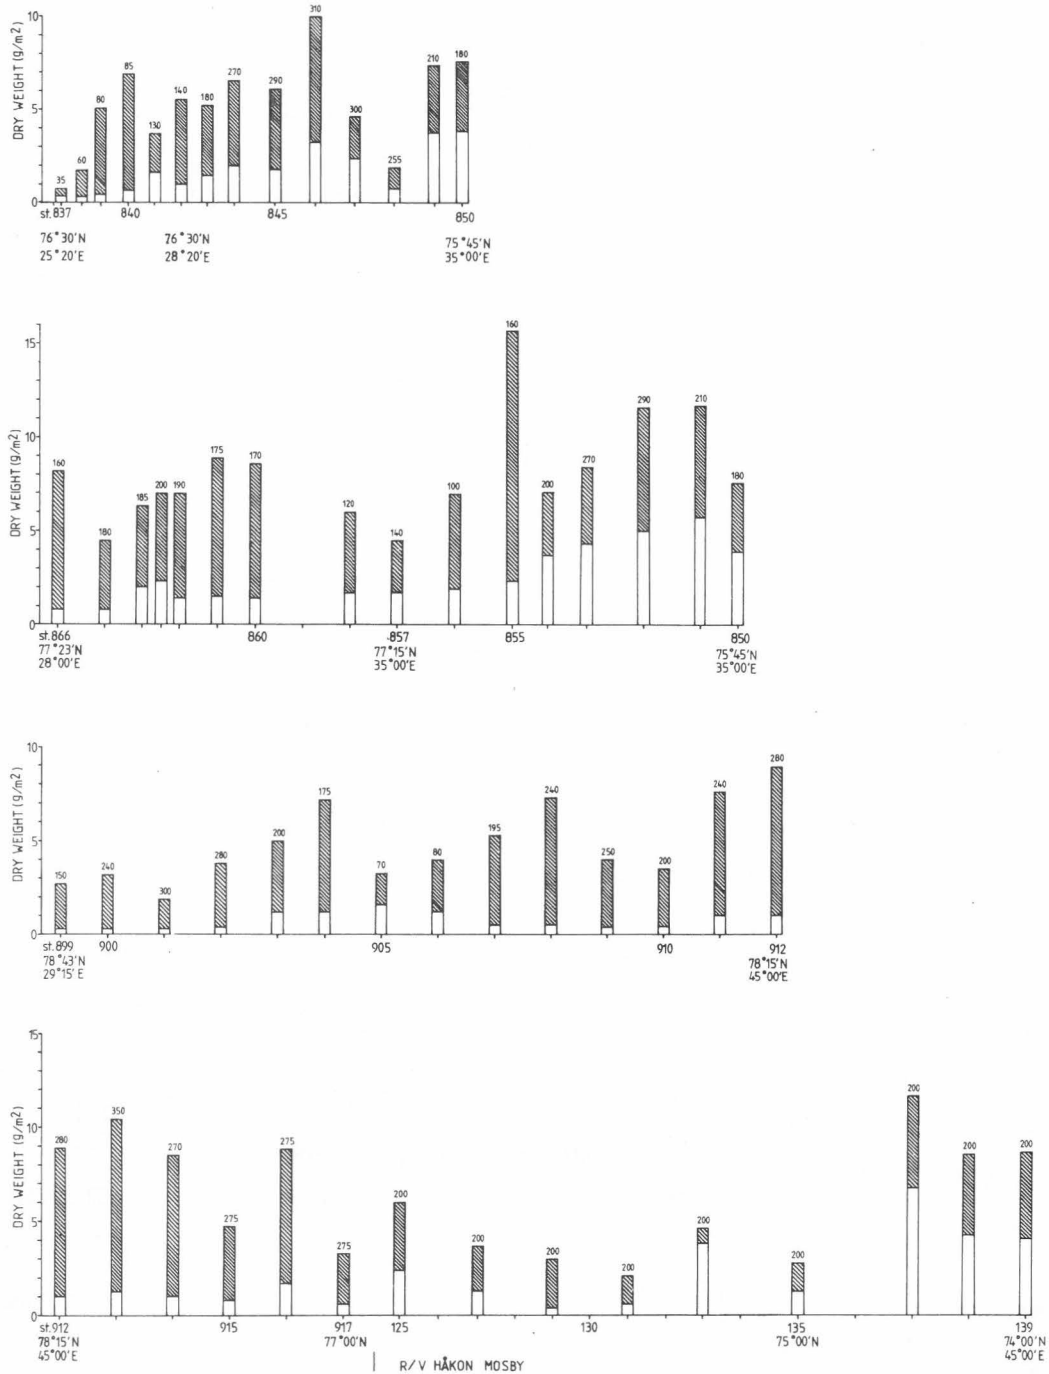 DRY WEIGHT (g/m²)
10
5
0
35
60
80
85
130
140
180
270
290
310
300
255
210
180
st.837
840
845
850
76°30'N
76°30'N
75°45'N
25°20'E
28°20'E
35°00'E
DRY WEIGHT (g/m²)
15
10
5
0
160
180
185
200
190
175
170
120
140
100
160
200
270
290
210
180
st.866
860
857
855
850
77°23'N
77°15'N
75°45'N
28°00'E
35°00'E
35°00'E
DRY WEIGHT (g/m²)
10
5
0
150
240
300
280
200
175
70
80
195
240
250
200
240
280
st.899
900
905
910
912
78°43'N
78°15'N
29°15'E
45°00'E
DRY WEIGHT (g/m²)
15
10
5
0
280
350
270
275
275
275
200
200
200
200
200
200
200
200
200
st.912
915
917
125
130
135
139
78°15'N
77°00'N
75°00'N
74°00'N
45°00'E
45°00'E
R/V HÅKON MOSBY